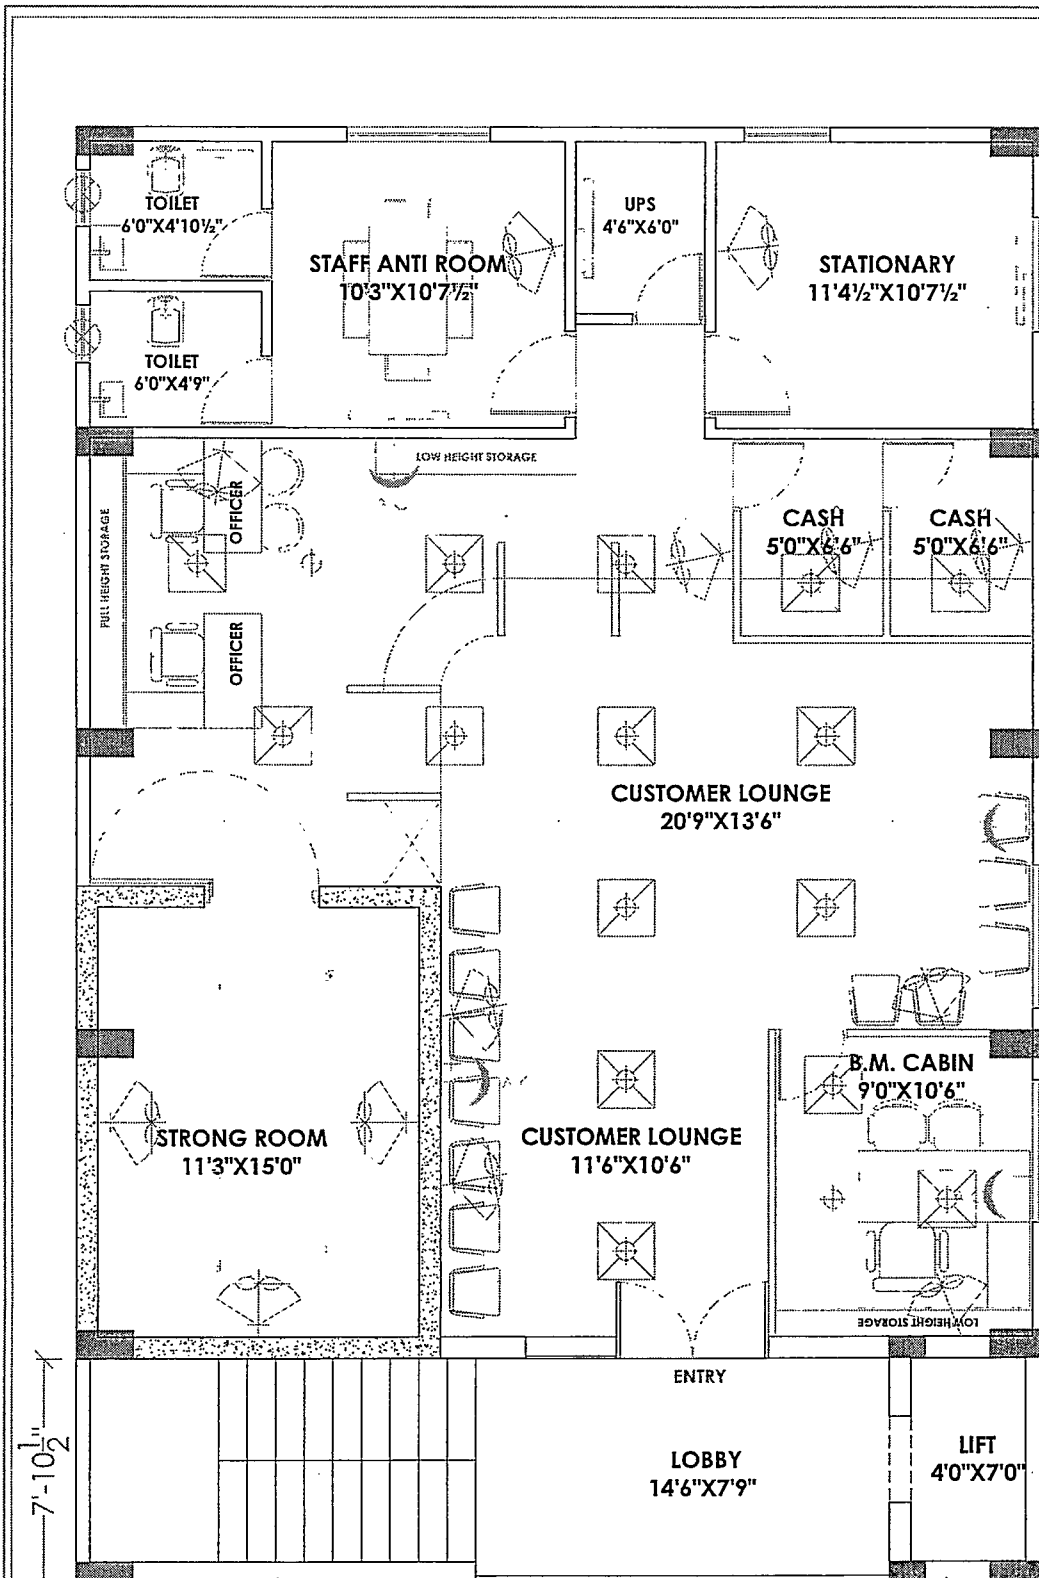 TOILET
6'0"X4'10½"
UPS
4'6"X6'0"
STAFF ANTI ROOM
10'3"X10'7½"
STATIONARY
11'4½"X10'7½"
TOILET
6'0"X4'9"
LOW HEIGHT STORAGE
OFFICER
FULL HEIGHT STORAGE
CASH
5'0"X6'6"
CASH
5'0"X6'6"
OFFICER
CUSTOMER LOUNGE
20'9"X13'6"
B.M. CABIN
9'0"X10'6"
STRONG ROOM
11'3"X15'0"
CUSTOMER LOUNGE
11'6"X10'6"
LOW HEIGHT STORAGE
ENTRY
7'-10½"
LOBBY
14'6"X7'9"
LIFT
4'0"X7'0"